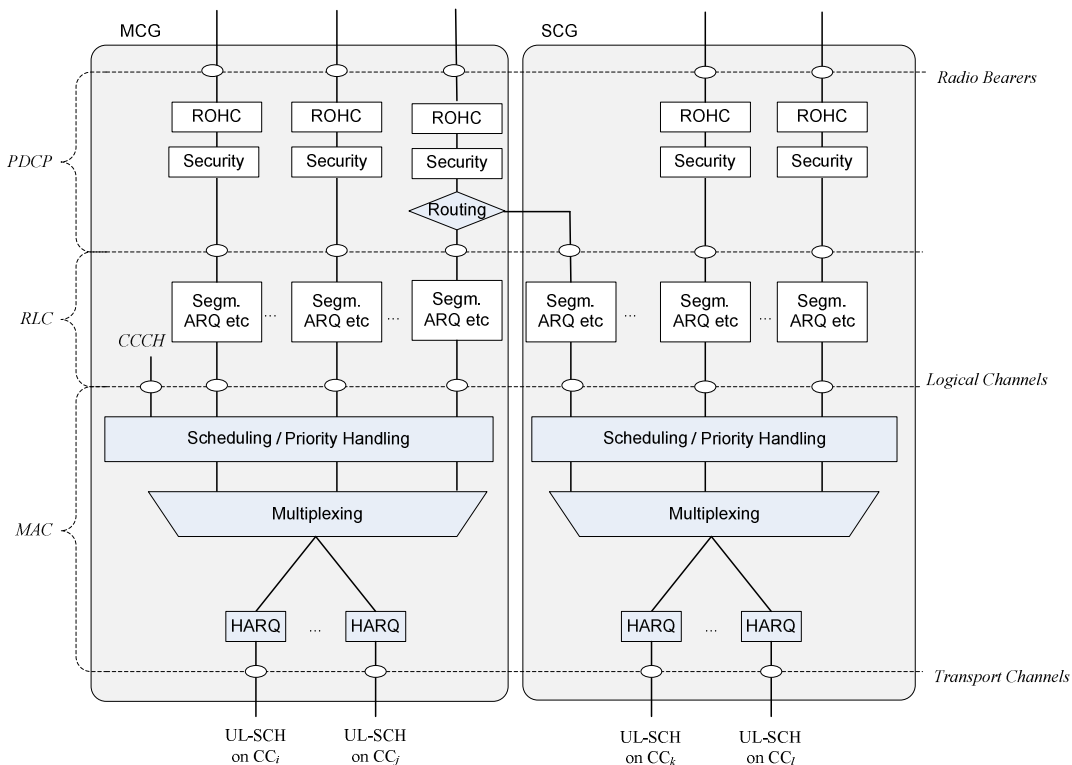 MCG
SCG
Radio Bearers
ROHC ROHC ROHC ROHC ROHC
PDCP
Security Security Security Security Security
Routing
RLC
Segm. ARQ etc ... Segm. ARQ etc ... Segm. ARQ etc Segm. ARQ etc ... Segm. ARQ etc ... Segm. ARQ etc
CCCH
Logical Channels
Scheduling / Priority Handling Scheduling / Priority Handling
MAC
Multiplexing Multiplexing
HARQ ... HARQ HARQ ... HARQ
Transport Channels
UL-SCH on CCi
UL-SCH on CCj
UL-SCH on CCk
UL-SCH on CCl